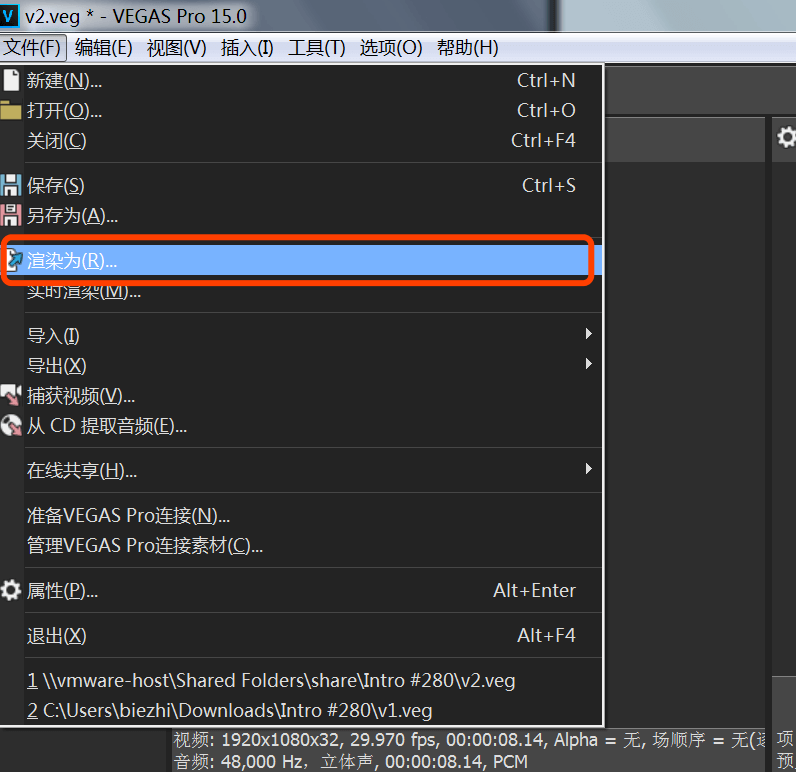 V v2.veg * - VEGAS Pro 15.0
文件(F) 编辑(E) 视图(V) 插入(I) 工具(T) 选项(O) 帮助(H)
新建(N)... Ctrl+N
打开(O)... Ctrl+O
关闭(C) Ctrl+F4
保存(S) Ctrl+S
另存为(A)...
渲染为(R)...
实时渲染(M)...
导入(I)
导出(X)
捕获视频(V)...
从 CD 提取音频(E)...
在线共享(H)...
准备VEGAS Pro连接(N)...
管理VEGAS Pro连接素材(C)...
属性(P)... Alt+Enter
退出(X) Alt+F4
1 \\vmware-host\Shared Folders\share\Intro #280\v2.veg
2 C:\Users\biezhi\Downloads\Intro #280\v1.veg
视频: 1920x1080x32, 29.970 fps, 00:00:08.14, Alpha = 无, 场顺序 = 无(逐 项
音频: 48,000 Hz, 立体声, 00:00:08.14, PCM 预